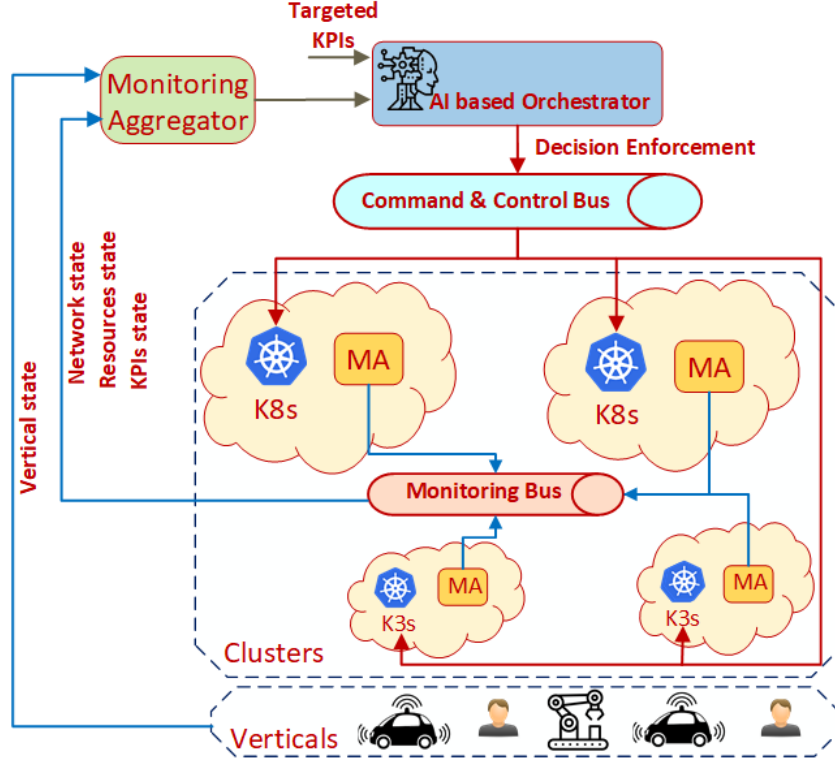 Targeted
KPIs
Monitoring
Aggregator
AI based Orchestrator
Decision Enforcement
Command & Control Bus
Vertical state
Network state
Resources state
KPIs state
MA
K8s
MA
K8s
Monitoring Bus
MA
K3s
MA
K3s
Clusters
Verticals